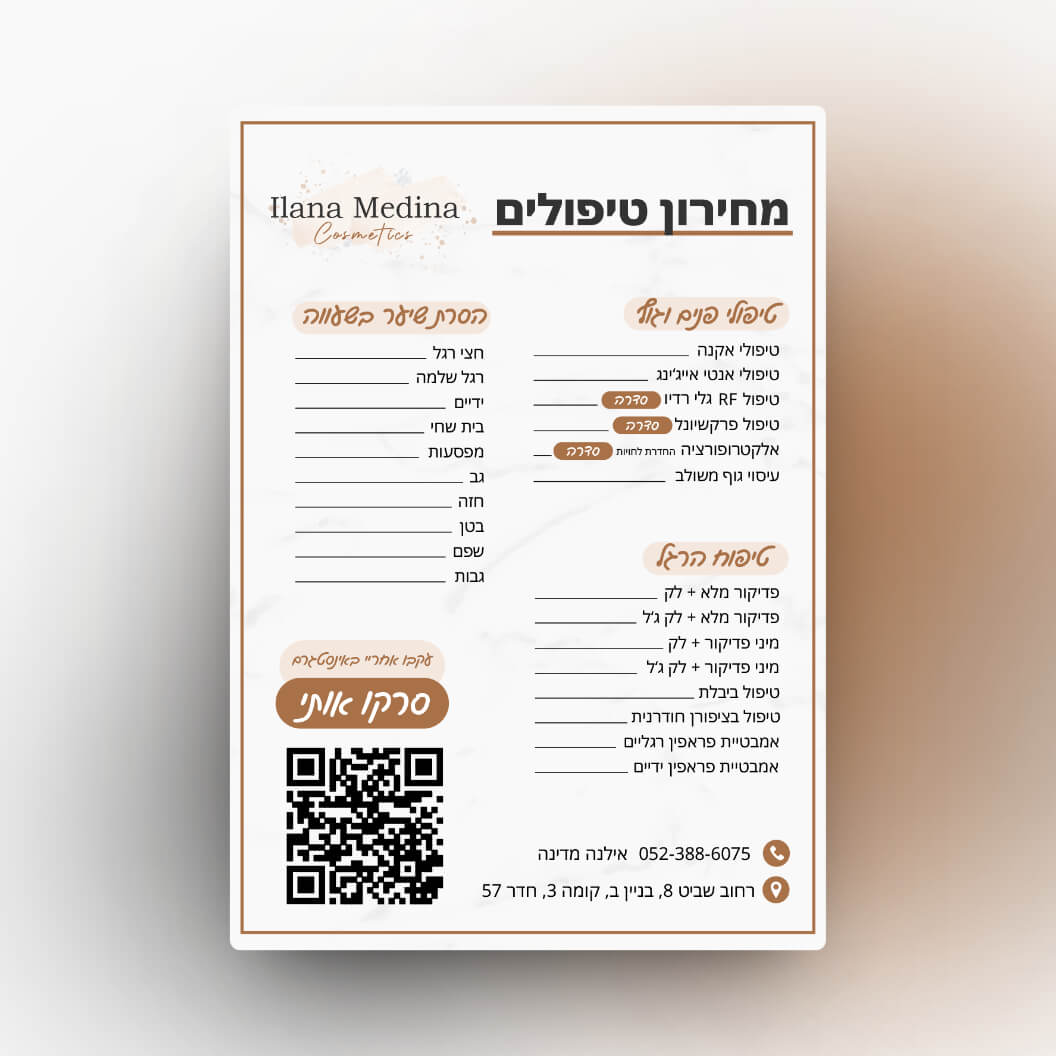 מחירון טיפולים
Ilana Medina
Cosmetics
טיפולי פנים וגוף
טיפולי אקנה
טיפולי אנטי אייג'ינג
טיפול RF גלי רדיו סדרה
טיפול פרקשיונל סדרה
אלקטרופורציה החדרת לחויות סדרה
עיסוי גוף משולב
טיפוח הרגל
פדיקור מלא + לק
פדיקור מלא + לק ג'ל
מיני פדיקור + לק
מיני פדיקור + לק ג'ל
טיפול ביבלת
טיפול בציפורן חודרנית
אמבטיית פראפין רגליים
אמבטיית פראפין ידיים
הסרת שיער בשעווה
חצי רגל
רגל שלמה
ידיים
בית שחי
מפסעות
גב
חזה
בטן
שפם
גבות
עקבו אחריי באינסטגרם
סרקו אותי
052-388-6075 אילנה מדינה
רחוב שביט 8, בניין ב, קומה 3, חדר 57